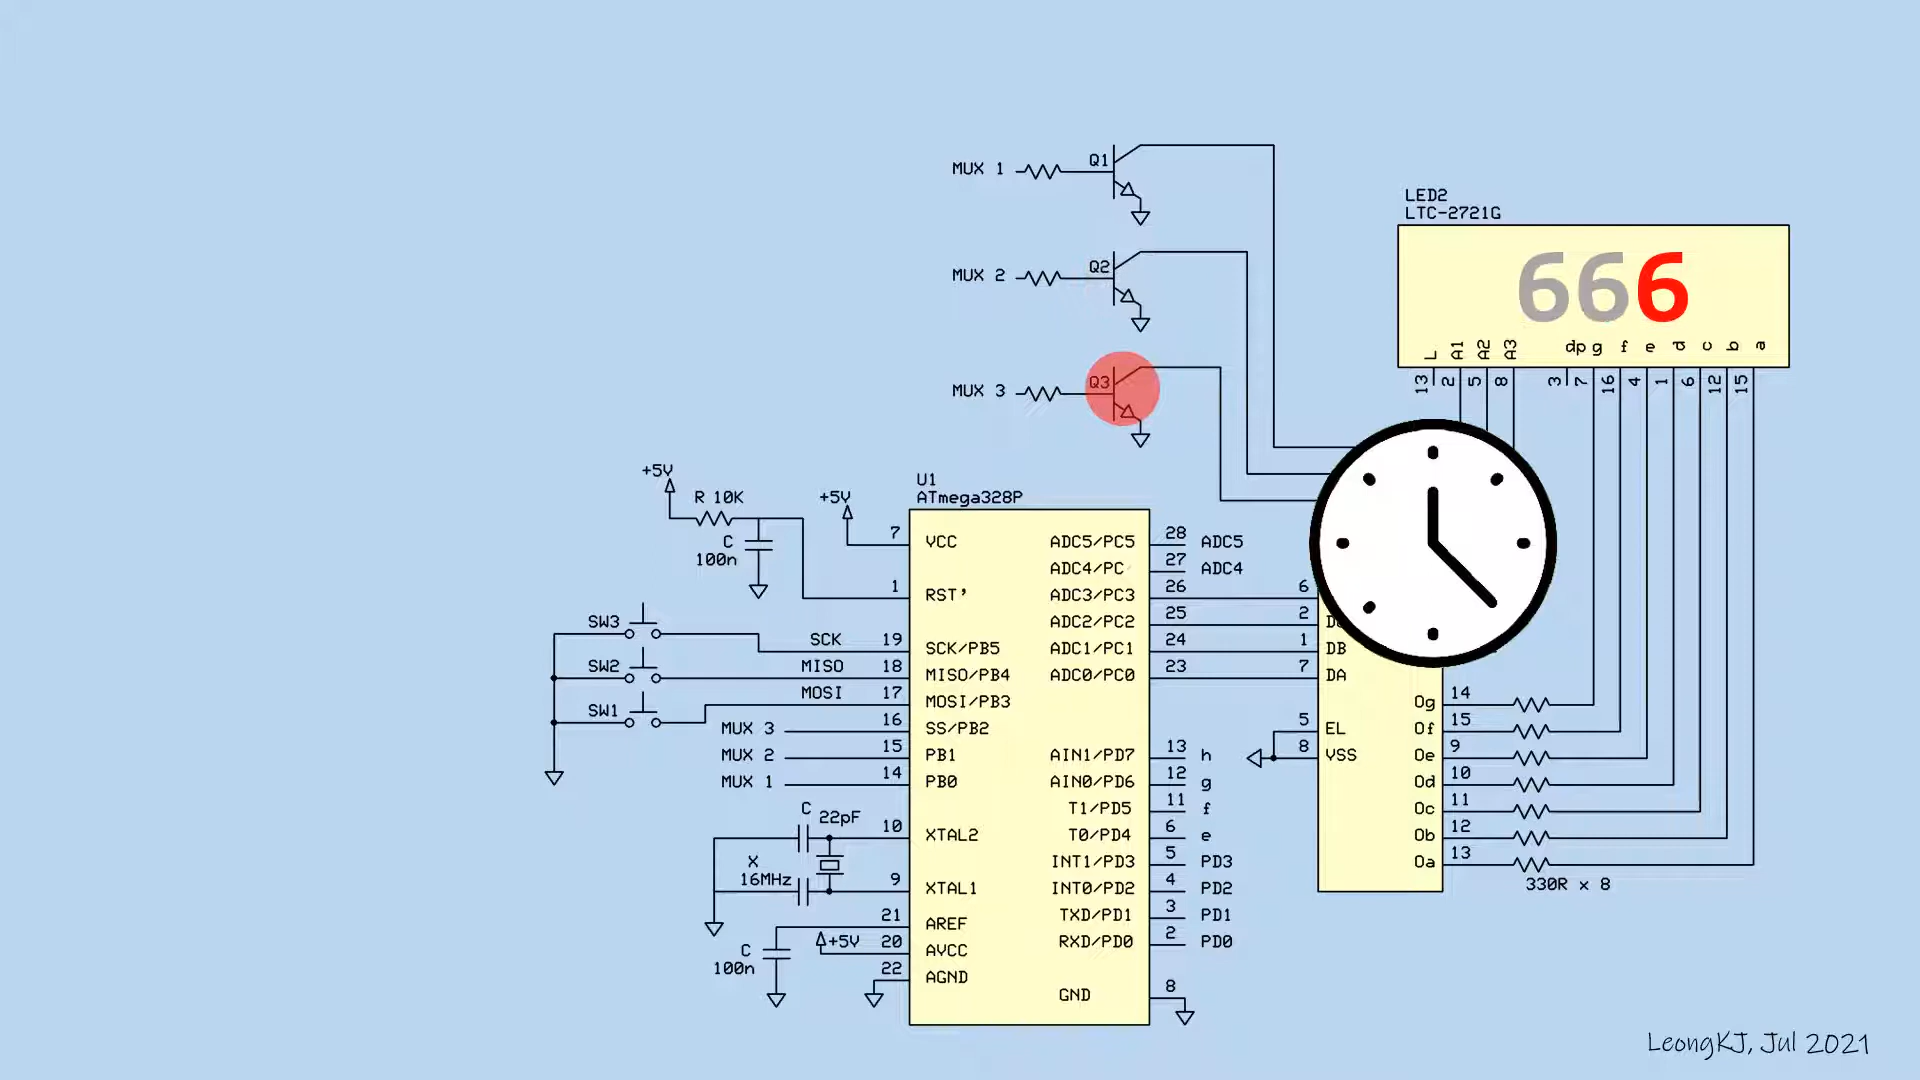 MUX 1
Q1
MUX 2
Q2
MUX 3
Q3
LED2
LTC-2721G
666
L A1 A2 A3 dp g f e d c b a
13 2 5 8 3 7 16 4 1 6 12 15
+5V
R 10K
C
100n
+5V
U1
ATmega328P
7 VCC
1 RST'
SW3
SCK 19 SCK/PB5
SW2
MISO 18 MISO/PB4
SW1
MOSI 17 MOSI/PB3
MUX 3 16 SS/PB2
MUX 2 15 PB1
MUX 1 14 PB0
C 22pF
10 XTAL2
X
16MHz
9 XTAL1
21 AREF
+5V 20 AVCC
C
100n
22 AGND
ADC5/PC5 28 ADC5
ADC4/PC 27 ADC4
ADC3/PC3 26
ADC2/PC2 25
ADC1/PC1 24
ADC0/PC0 23
AIN1/PD7 13 h
AIN0/PD6 12 g
T1/PD5 11 f
T0/PD4 6 e
INT1/PD3 5 PD3
INT0/PD2 4 PD2
TXD/PD1 3 PD1
RXD/PD0 2 PD0
GND 8
6
2
1 DB
7 DA
5 EL
8 VSS
Og 14
Of 15
Oe 9
Od 10
Oc 11
Ob 12
Oa 13
330R x 8
LeongKJ, Jul 2021